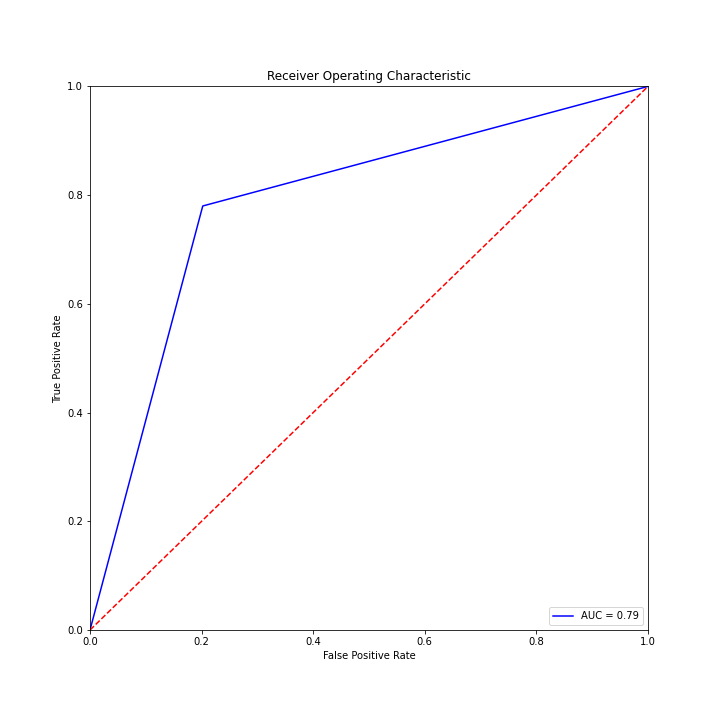 Receiver Operating Characteristic
1.0
0.8
0.6
0.4
0.2
0.0
True Positive Rate
AUC = 0.79
0.0 0.2 0.4 0.6 0.8 1.0
False Positive Rate